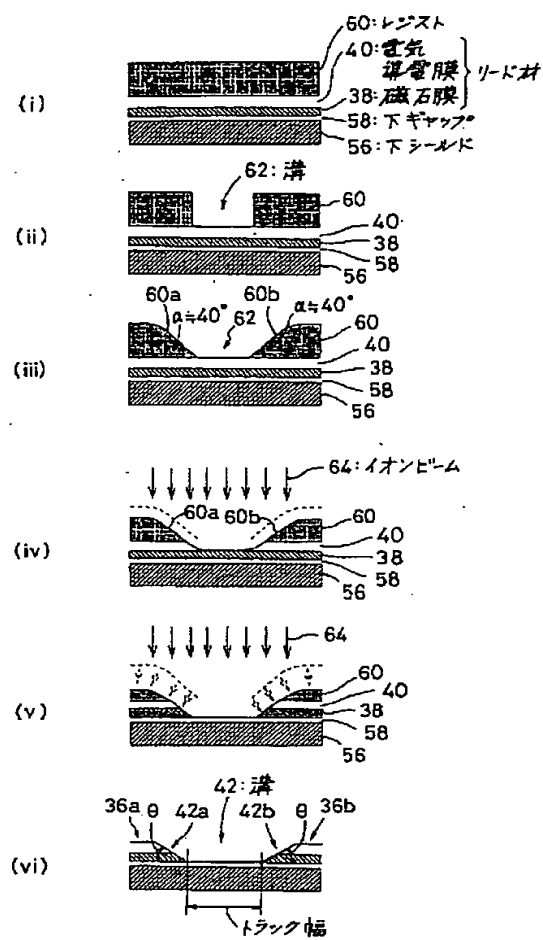 60:レジスト
40:電気
導電膜
リード材
38:磁石膜
58:下ギャップ
56:下シールド
(i)
62:溝
60
40
38
58
56
(ii)
60a
α≒40°
60b
α≒40°
62
60
40
38
58
56
(iii)
64:イオンビーム
60a
60b
60
40
38
58
56
(iv)
64
60
40
38
58
56
(v)
42:溝
36a
θ
42a
42b
θ
36b
(vi)
トラック幅